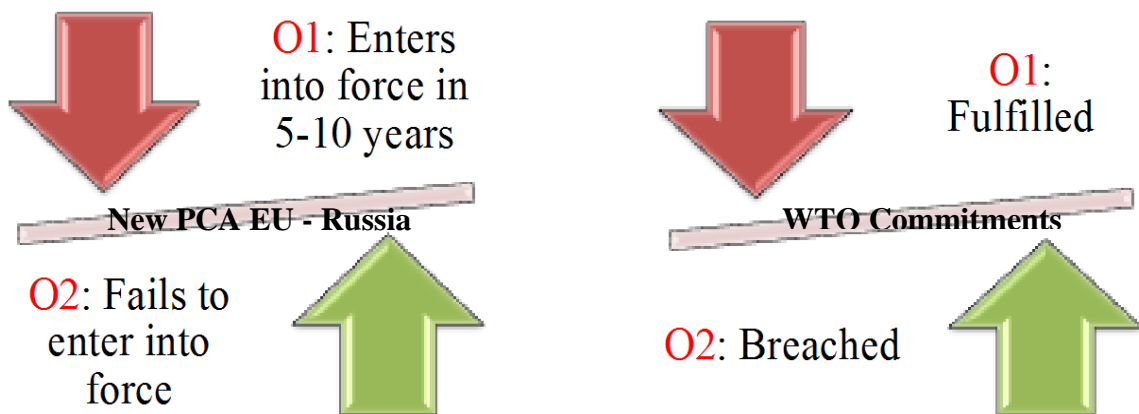 O1: Enters
into force in
5-10 years
New PCA EU - Russia
O2: Fails to
enter into
force
O1:
Fulfilled
WTO Commitments
O2: Breached